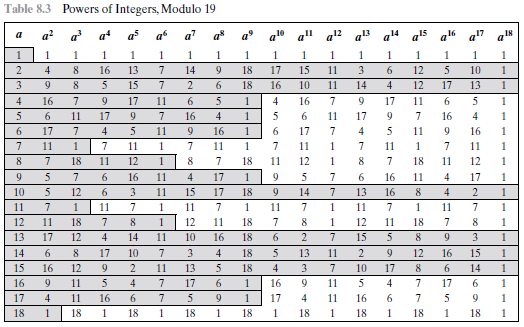 Table 8.3 Powers of Integers, Modulo 19
a a² a³ a⁴ a⁵ a⁶ a⁷ a⁸ a⁹ a¹⁰ a¹¹ a¹² a¹³ a¹⁴ a¹⁵ a¹⁶ a¹⁷ a¹⁸
1 1 1 1 1 1 1 1 1 1 1 1 1 1 1 1 1 1
2 4 8 16 13 7 14 9 18 17 15 11 3 6 12 5 10 1
3 9 8 5 15 7 2 6 18 16 10 11 14 4 12 17 13 1
4 16 7 9 17 11 6 5 1 4 16 7 9 17 11 6 5 1
5 6 11 17 9 7 16 4 1 5 6 11 17 9 7 16 4 1
6 17 7 4 5 11 9 16 1 6 17 7 4 5 11 9 16 1
7 11 1 7 11 1 7 11 1 7 11 1 7 11 1 7 11 1
8 7 18 11 12 1 8 7 18 11 12 1 8 7 18 11 12 1
9 5 7 6 16 11 4 17 1 9 5 7 6 16 11 4 17 1
10 5 12 6 3 11 15 17 18 9 14 7 13 16 8 4 2 1
11 7 1 11 7 1 11 7 1 11 7 1 11 7 1 11 7 1
12 11 18 7 8 1 12 11 18 7 8 1 12 11 18 7 8 1
13 17 12 4 14 11 10 16 18 6 2 7 15 5 8 9 3 1
14 6 8 17 10 7 3 4 18 5 13 11 2 9 12 16 15 1
15 16 12 9 2 11 13 5 18 4 3 7 10 17 8 6 14 1
16 9 11 5 4 7 17 6 1 16 9 11 5 4 7 17 6 1
17 4 11 16 6 7 5 9 1 17 4 11 16 6 7 5 9 1
18 1 18 1 18 1 18 1 18 1 18 1 18 1 18 1 18 1